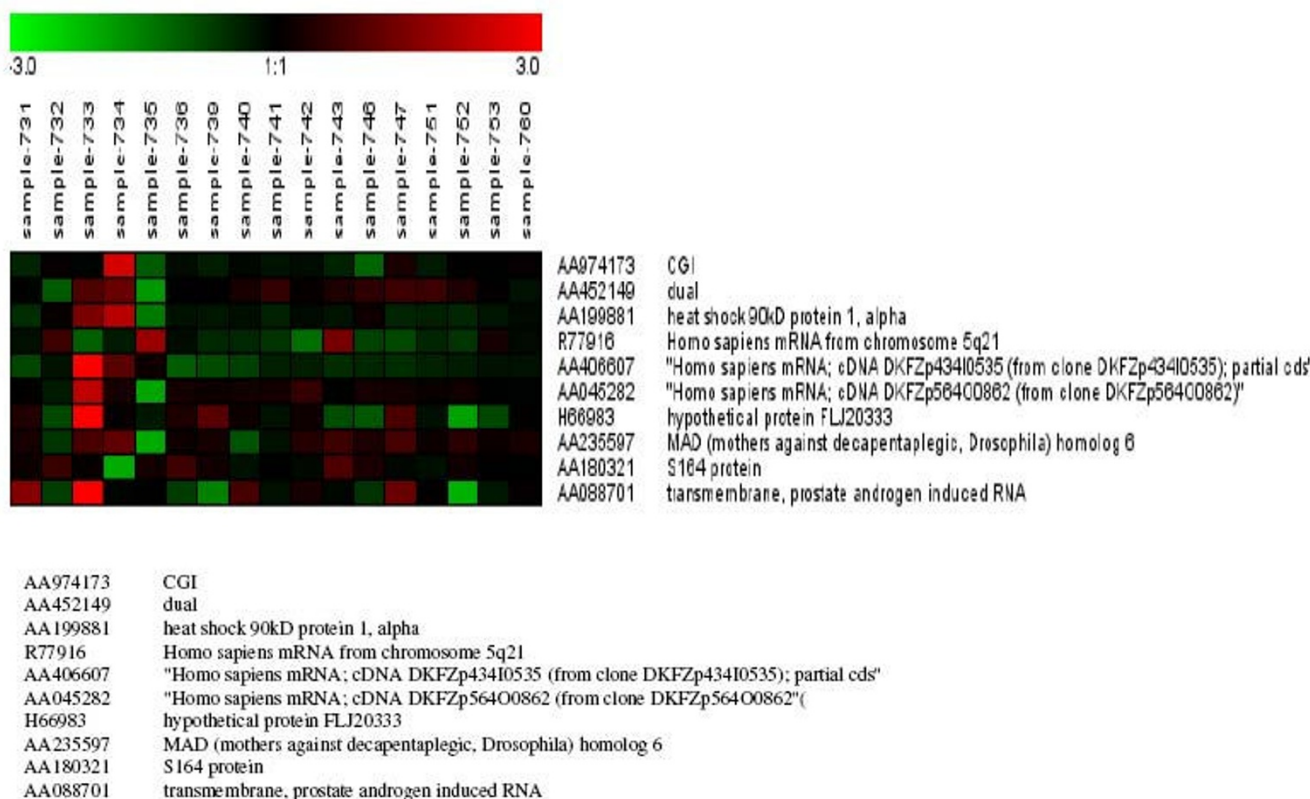 -3.0 1:1 3.0
sample-731
sample-732
sample-733
sample-734
sample-735
sample-736
sample-739
sample-740
sample-741
sample-742
sample-743
sample-746
sample-747
sample-751
sample-752
sample-753
sample-760
AA974173 CGI
AA452149 dual
AA199881 heat shock 90kD protein 1, alpha
R77916 Homo sapiens mRNA from chromosome 5q21
AA406607 "Homo sapiens mRNA; cDNA DKFZp434I0535 (from clone DKFZp434I0535); partial cds"
AA045282 "Homo sapiens mRNA; cDNA DKFZp564O0862 (from clone DKFZp564O0862)"
H66983 hypothetical protein FLJ20333
AA235597 MAD (mothers against decapentaplegic, Drosophila) homolog 6
AA180321 S164 protein
AA088701 transmembrane, prostate androgen induced RNA
AA974173 CGI
AA452149 dual
AA199881 heat shock 90kD protein 1, alpha
R77916 Homo sapiens mRNA from chromosome 5q21
AA406607 "Homo sapiens mRNA; cDNA DKFZp434I0535 (from clone DKFZp434I0535); partial cds"
AA045282 "Homo sapiens mRNA; cDNA DKFZp564O0862 (from clone DKFZp564O0862"(
H66983 hypothetical protein FLJ20333
AA235597 MAD (mothers against decapentaplegic, Drosophila) homolog 6
AA180321 S164 protein
AA088701 transmembrane, prostate androgen induced RNA